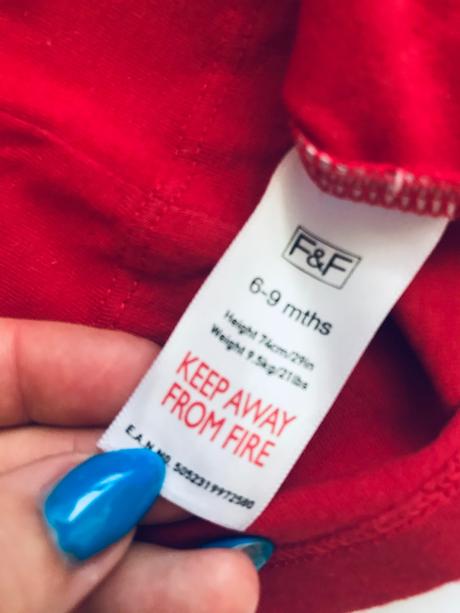 F&F
6-9 mths
Height 74cm/29in
Weight 9.5kg/21lbs
KEEP AWAY
FROM FIRE
E.A.N. NO. 5052319972580